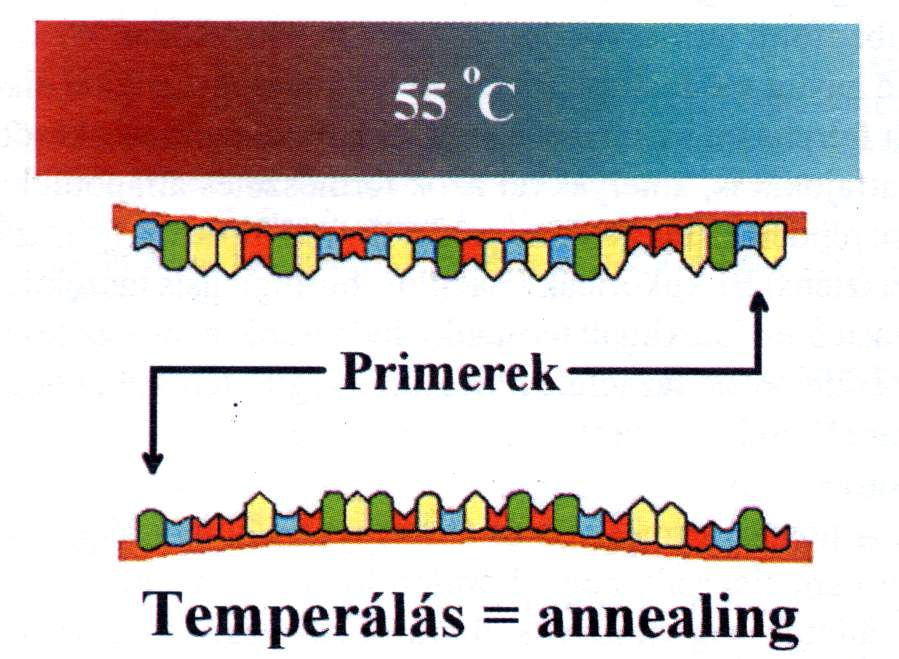 55 °C
Primerek
Temperálás = annealing